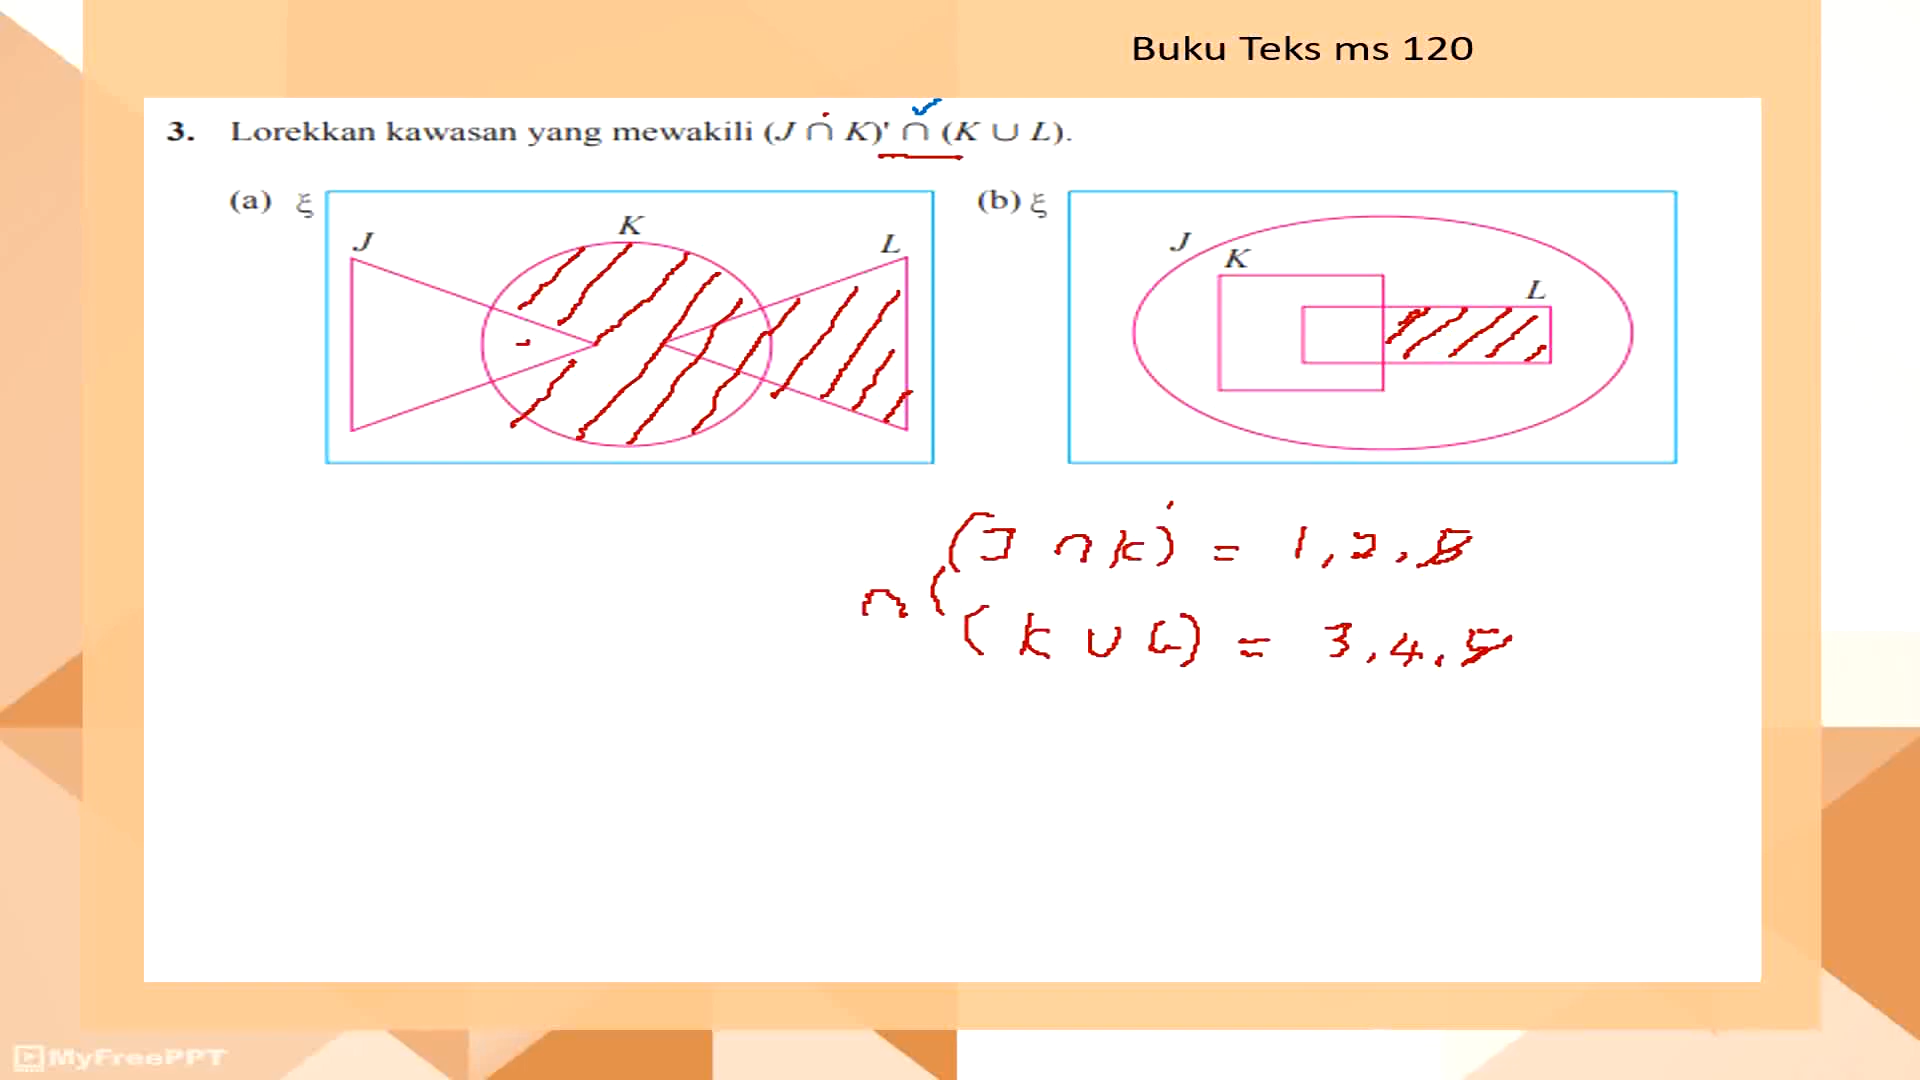 Buku Teks ms 120
3. Lorekkan kawasan yang mewakili (J ∩ K)' ∩ (K ∪ L).
(a) ξ
J
K
L
(b) ξ
J
K
L
(J ∩ K)' = 1, 2, 5
∩
(K ∪ L) = 3, 4, 5
MyFreePPT